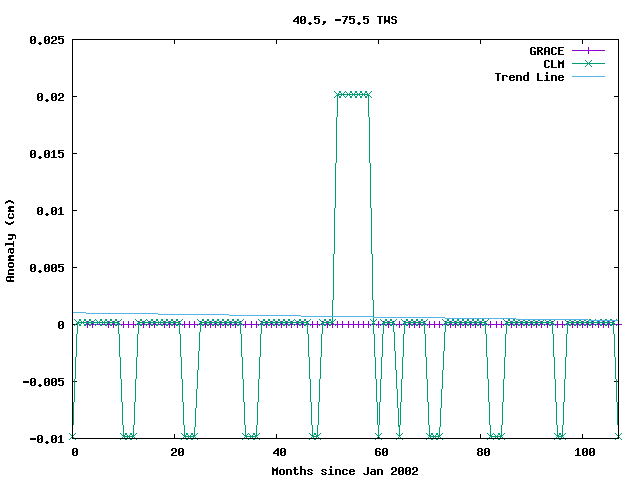 40.5, -75.5 TWS
GRACE
CLM
Trend Line
0.025
0.02
0.015
0.01
0.005
0
-0.005
-0.01
Anomaly (cm)
0 20 40 60 80 100
Months since Jan 2002